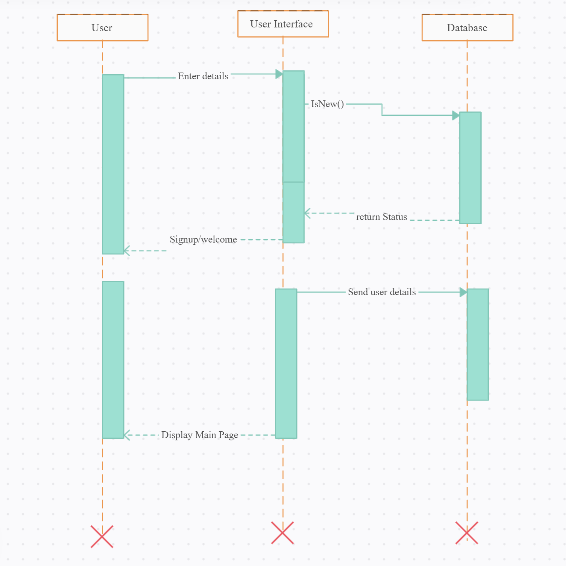 User
User Interface
Database
Enter details
IsNew()
return Status
Signup/welcome
Send user details
Display Main Page